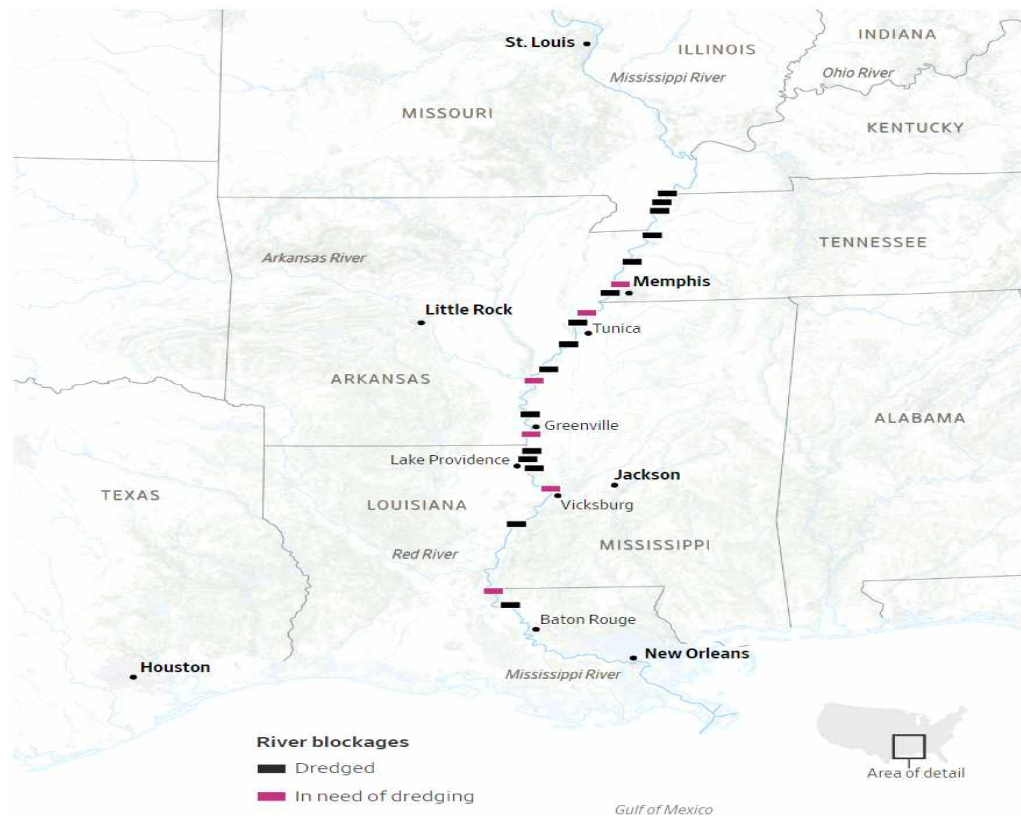 St. Louis
ILLINOIS
INDIANA
Mississippi River
Ohio River
MISSOURI
KENTUCKY
TENNESSEE
Arkansas River
Memphis
Little Rock
Tunica
ARKANSAS
ALABAMA
Greenville
Lake Providence
Jackson
TEXAS
LOUISIANA
Vicksburg
MISSISSIPPI
Red River
Baton Rouge
New Orleans
Houston
Mississippi River
River blockages
Dredged
In need of dredging
Area of detail
Gulf of Mexico